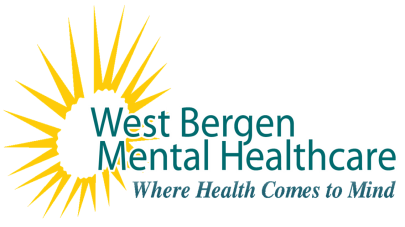 West Bergen
Mental Healthcare
Where Health Comes to Mind